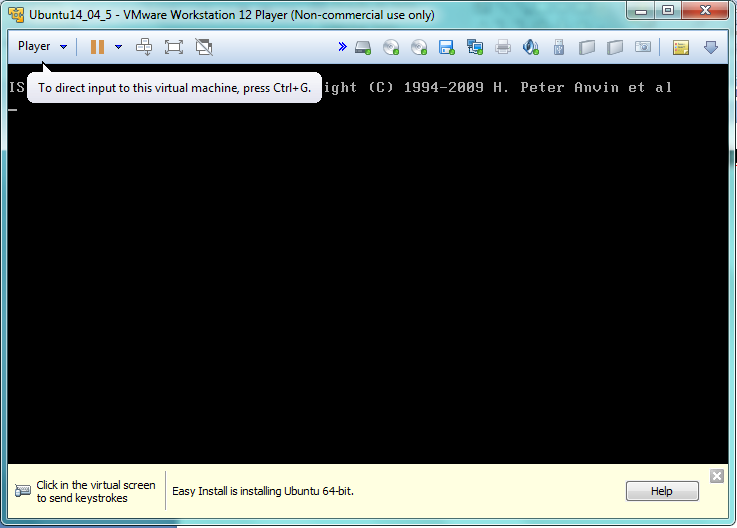 Ubuntu14_04_5 - VMware Workstation 12 Player (Non-commercial use only)
Player
To direct input to this virtual machine, press Ctrl+G.
IS ight (C) 1994-2009 H. Peter Anvin et al
Click in the virtual screen
to send keystrokes
Easy Install is installing Ubuntu 64-bit.
Help